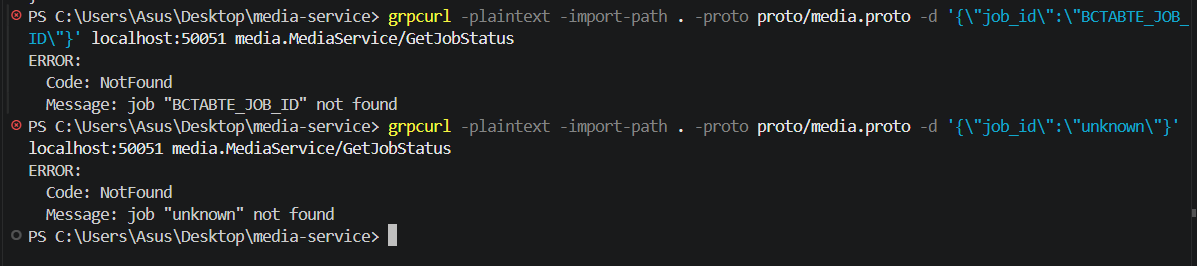 PS C:\Users\Asus\Desktop\media-service> grpcurl -plaintext -import-path . -proto proto/media.proto -d '{\"job_id\":\"BCTABTE_JOB_
ID\"}' localhost:50051 media.MediaService/GetJobStatus
ERROR:
  Code: NotFound
  Message: job "BCTABTE_JOB_ID" not found
PS C:\Users\Asus\Desktop\media-service> grpcurl -plaintext -import-path . -proto proto/media.proto -d '{\"job_id\":\"unknown\"}'
localhost:50051 media.MediaService/GetJobStatus
ERROR:
  Code: NotFound
  Message: job "unknown" not found
PS C:\Users\Asus\Desktop\media-service>